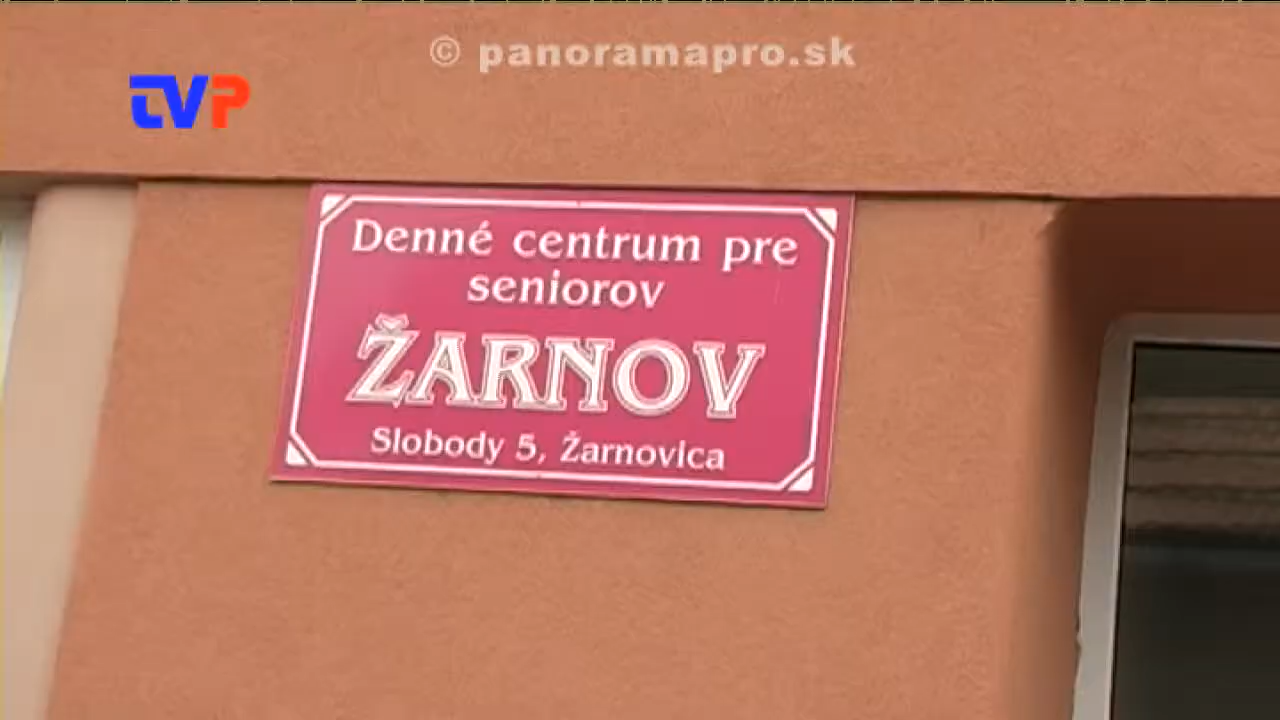 © panoramapro.sk
TVP
Denné centrum pre
seniorov
ŽARNOV
Slobody 5, Žarnovica